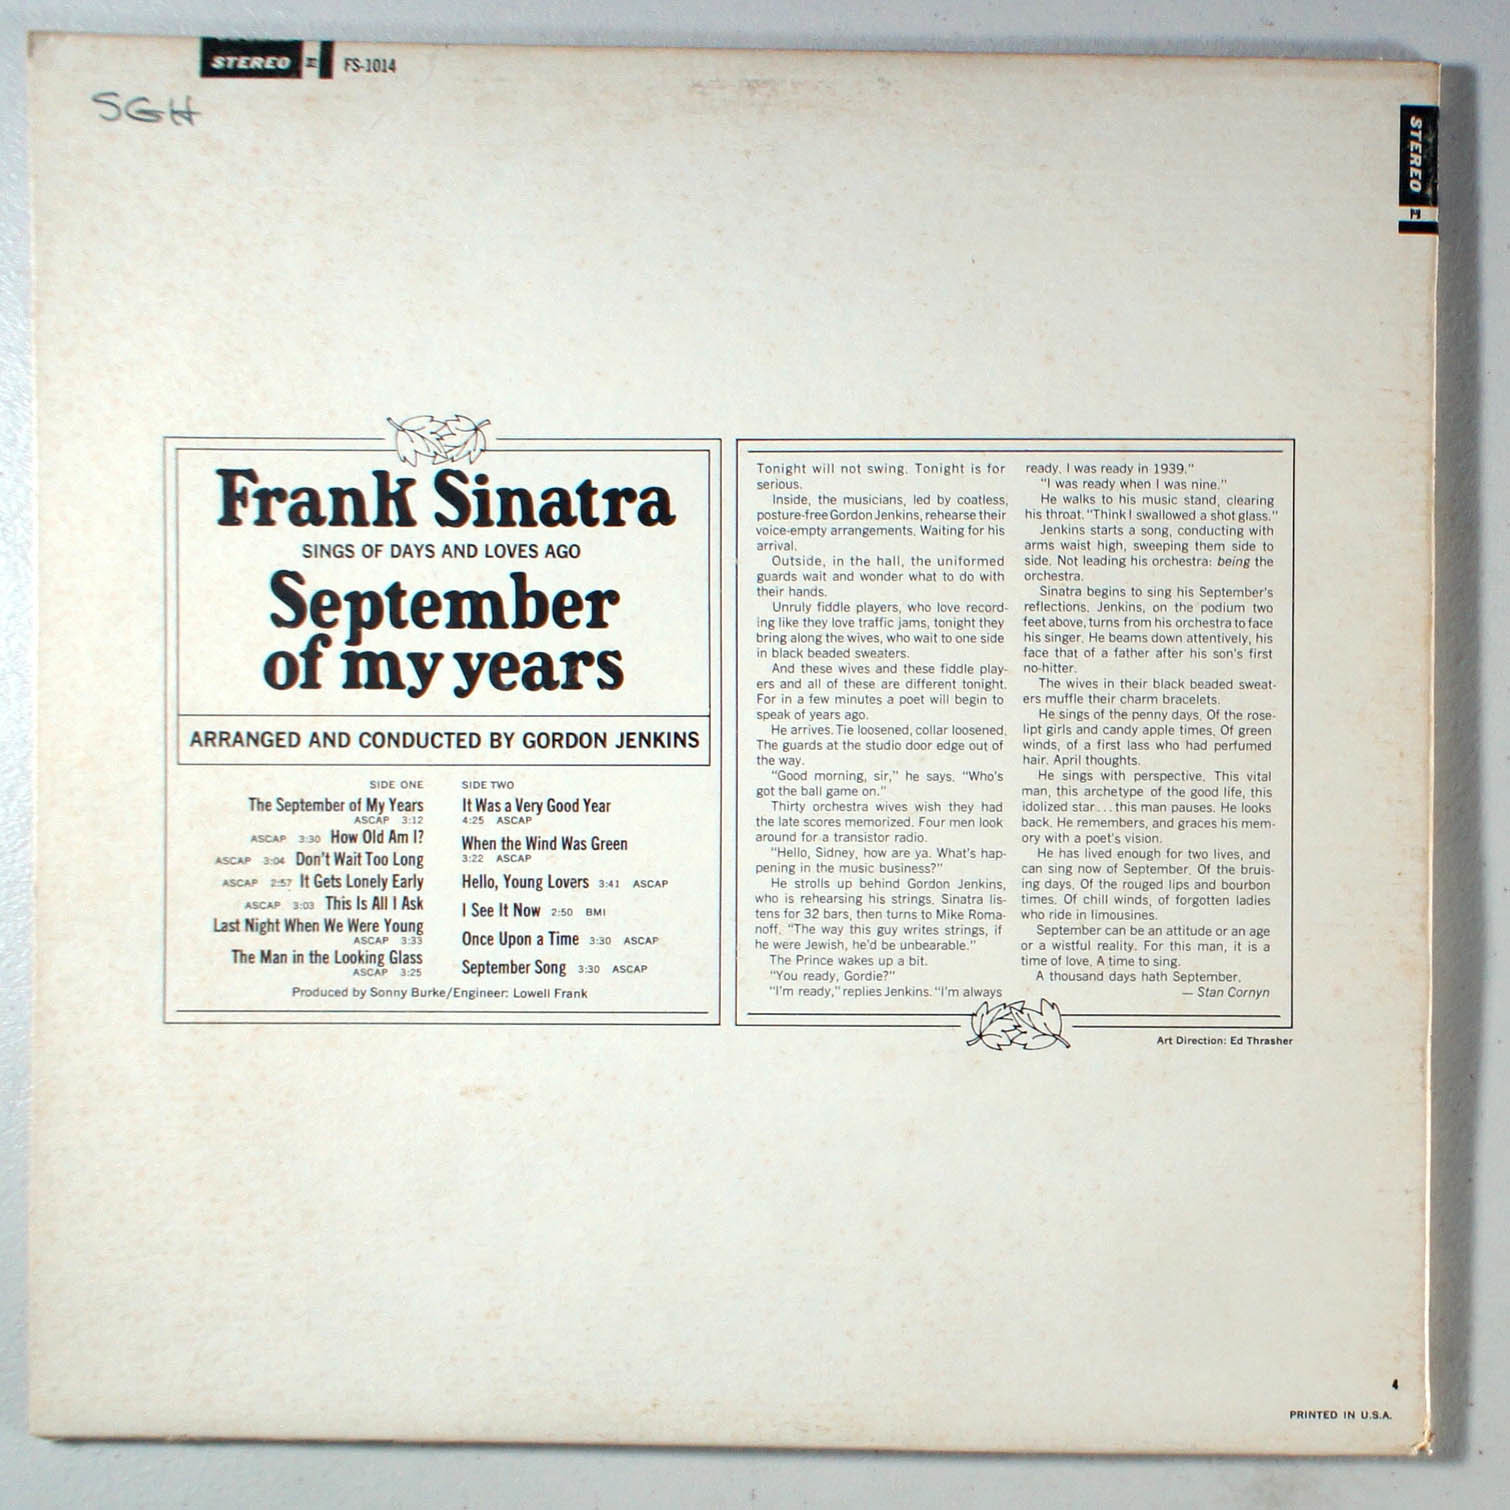 STEREO FS-1014
SGH
STEREO
Frank Sinatra
SINGS OF DAYS AND LOVES AGO
September
of my years
ARRANGED AND CONDUCTED BY GORDON JENKINS
SIDE ONE
The September of My Years
ASCAP 3:12
ASCAP 3:30 How Old Am I?
ASCAP 3:04 Don't Wait Too Long
ASCAP 2:57 It Gets Lonely Early
ASCAP 3:03 This Is All I Ask
Last Night When We Were Young
ASCAP 3:33
The Man in the Looking Glass
ASCAP 3:25
SIDE TWO
It Was a Very Good Year
4:25 ASCAP
When the Wind Was Green
3:22 ASCAP
Hello, Young Lovers 3:41 ASCAP
I See It Now 2:50 BMI
Once Upon a Time 3:30 ASCAP
September Song 3:30 ASCAP
Produced by Sonny Burke/Engineer: Lowell Frank
Tonight will not swing. Tonight is for
serious.
Inside, the musicians, led by coatless,
posture-free Gordon Jenkins, rehearse their
voice-empty arrangements. Waiting for his
arrival.
Outside, in the hall, the uniformed
guards wait and wonder what to do with
their hands.
Unruly fiddle players, who love record-
ing like they love traffic jams, tonight they
bring along the wives, who wait to one side
in black beaded sweaters.
And these wives and these fiddle play-
ers and all of these are different tonight.
For in a few minutes a poet will begin to
speak of years ago.
He arrives. Tie loosened, collar loosened.
The guards at the studio door edge out of
the way.
"Good morning, sir," he says. "Who's
got the ball game on."
Thirty orchestra wives wish they had
the late scores memorized. Four men look
around for a transistor radio.
"Hello, Sidney, how are ya. What's hap-
pening in the music business?"
He strolls up behind Gordon Jenkins,
who is rehearsing his strings. Sinatra lis-
tens for 32 bars, then turns to Mike Roma-
noff. "The way this guy writes strings, if
he were Jewish, he'd be unbearable."
The Prince wakes up a bit.
"You ready, Gordie?"
"I'm ready," replies Jenkins. "I'm always
ready. I was ready in 1939."
"I was ready when I was nine."
He walks to his music stand, clearing
his throat. "Think I swallowed a shot glass."
Jenkins starts a song, conducting with
arms waist high, sweeping them side to
side. Not leading his orchestra: being the
orchestra.
Sinatra begins to sing his September's
reflections. Jenkins, on the podium two
feet above, turns from his orchestra to face
his singer. He beams down attentively, his
face that of a father after his son's first
no-hitter.
The wives in their black beaded sweat-
ers muffle their charm bracelets.
He sings of the penny days. Of the rose-
lipt girls and candy apple times. Of green
winds, of a first lass who had perfumed
hair. April thoughts.
He sings with perspective. This vital
man, this archetype of the good life, this
idolized star...this man pauses. He looks
back. He remembers, and graces his mem-
ory with a poet's vision.
He has lived enough for two lives, and
can sing now of September. Of the bruis-
ing days. Of the rouged lips and bourbon
times. Of chill winds, of forgotten ladies
who ride in limousines.
September can be an attitude or an age
or a wistful reality. For this man, it is a
time of love. A time to sing.
A thousand days hath September.
— Stan Cornyn
Art Direction: Ed Thrasher
4
PRINTED IN U.S.A.